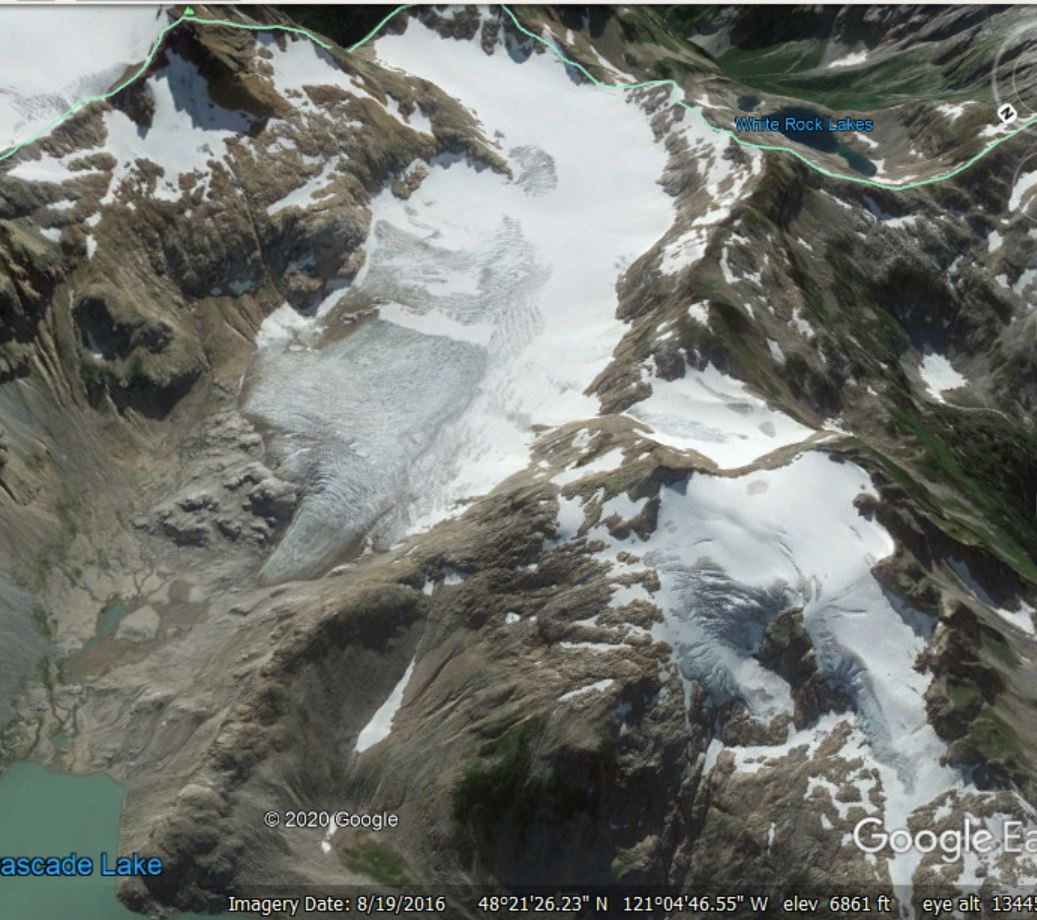 N
White Rock Lakes
© 2020 Google
Google Ea
ascade Lake
Imagery Date: 8/19/2016 48°21'26.23" N 121°04'46.55" W elev 6861 ft eye alt 1344